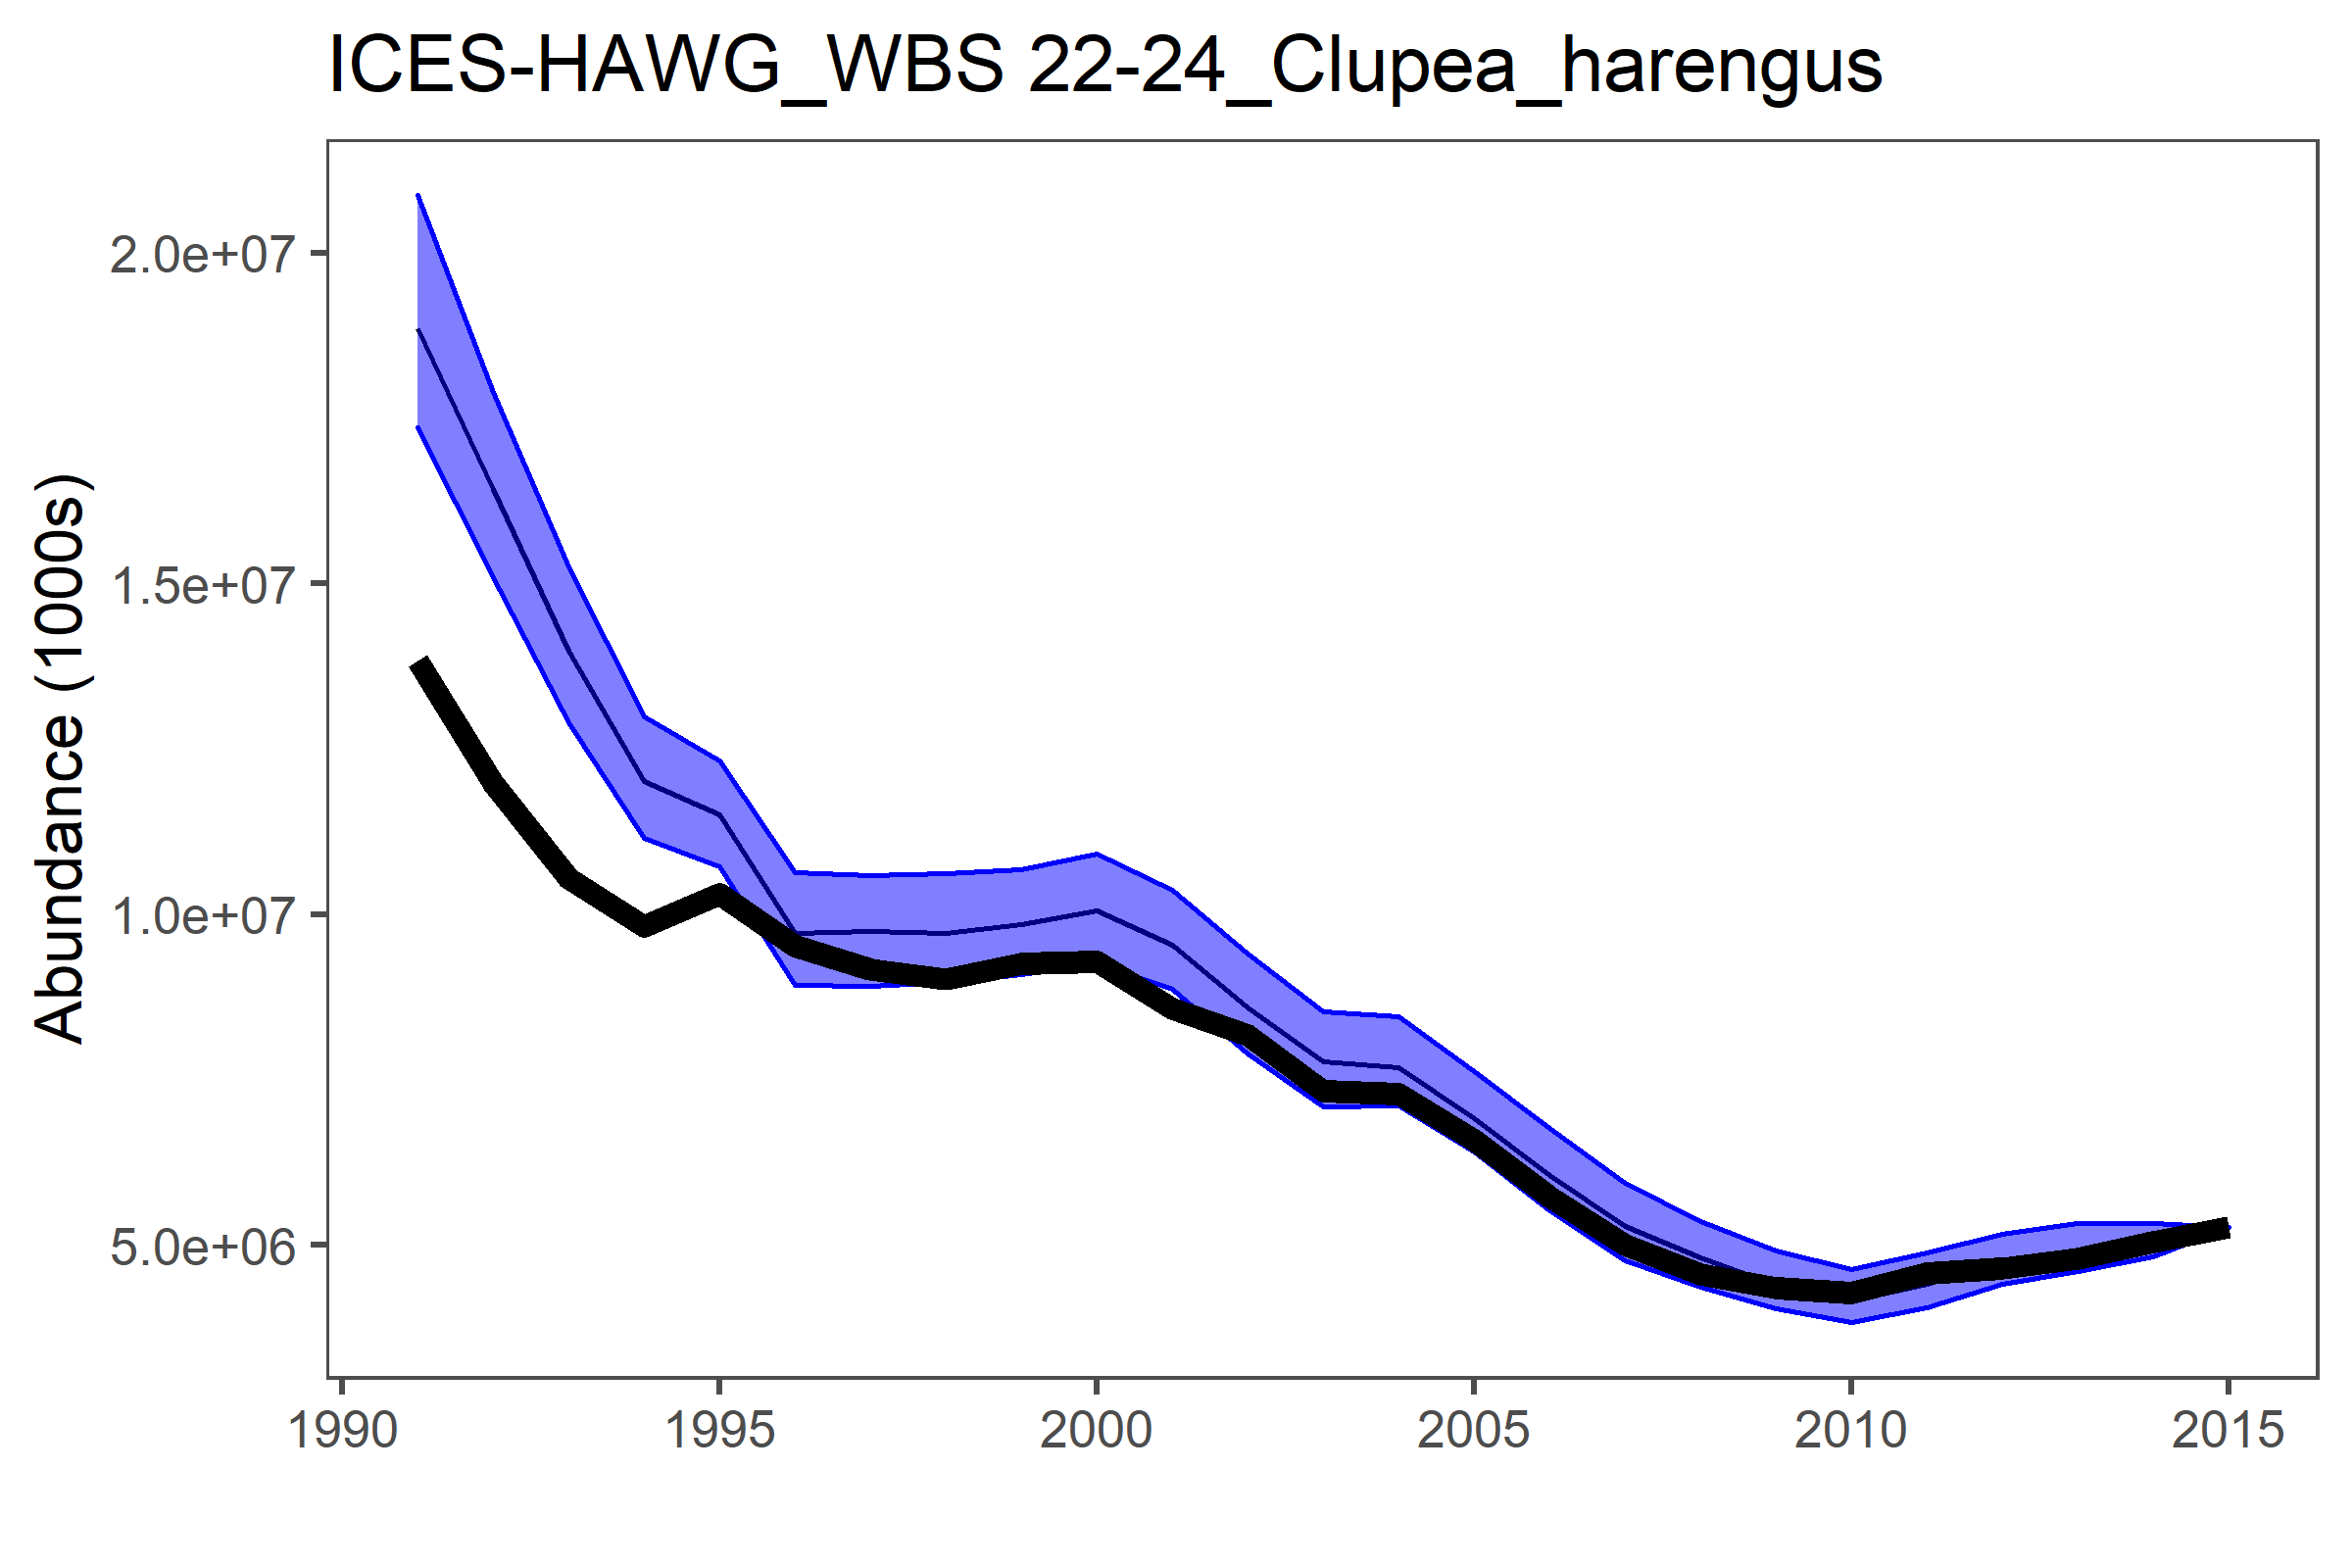 ICES-HAWG_WBS 22-24_Clupea_harengus
Abundance (1000s)
2.0e+07
1.5e+07
1.0e+07
5.0e+06
1990 1995 2000 2005 2010 2015